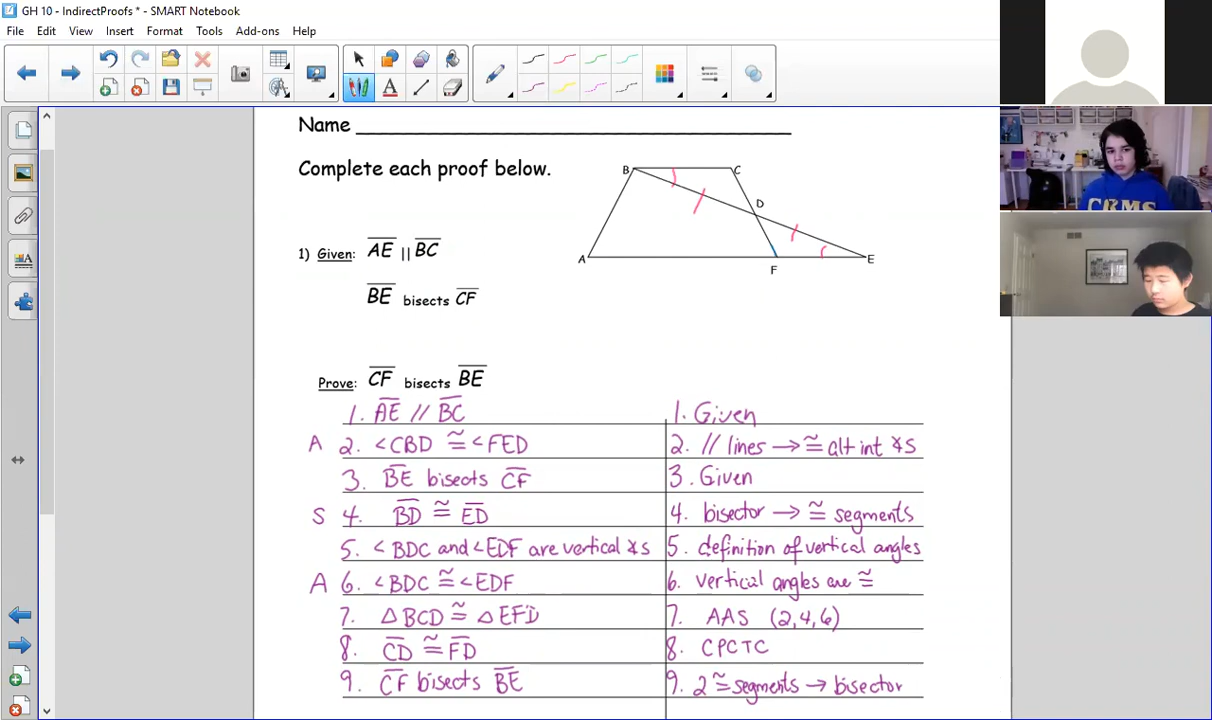 GH 10 - IndirectProofs * - SMART Notebook
File Edit View Insert Format Tools Add-ons Help
Name
Complete each proof below.
B C
D
A F E
1) Given: AE || BC
BE bisects CF
Prove: CF bisects BE
1. AE // BC 1. Given
A 2. <CBD ≅ <FED 2. // lines → ≅ alt int ∡s
3. BE bisects CF 3. Given
S 4. BD ≅ ED 4. bisector → ≅ segments
5. <BDC and <EDF are vertical ∡s 5. definition of vertical angles
A 6. <BDC ≅ <EDF 6. vertical angles are ≅
7. △BCD ≅ △EFD 7. AAS (2,4,6)
8. CD ≅ FD 8. CPCTC
9. CF bisects BE 9. 2 ≅ segments → bisector
CRMS